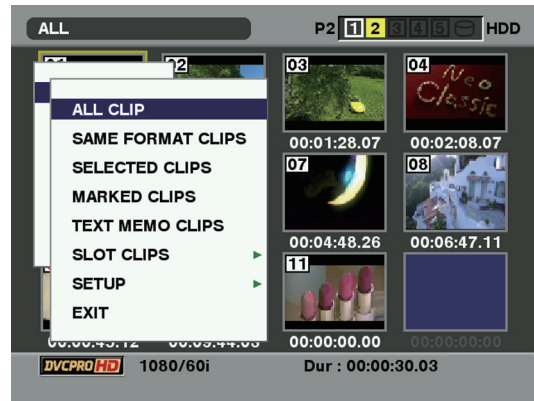 ALL
P2 1 2 3 4 5 HDD
02
03
04
Neo
Classic
ALL CLIP
SAME FORMAT CLIPS
SELECTED CLIPS
MARKED CLIPS
TEXT MEMO CLIPS
SLOT CLIPS
SETUP
EXIT
00:01:28.07
00:02:08.07
07
08
00:04:48.26
00:06:47.11
11
00:00:00.00
00:00:00:00
DVCPRO HD 1080/60i
Dur : 00:00:30.03